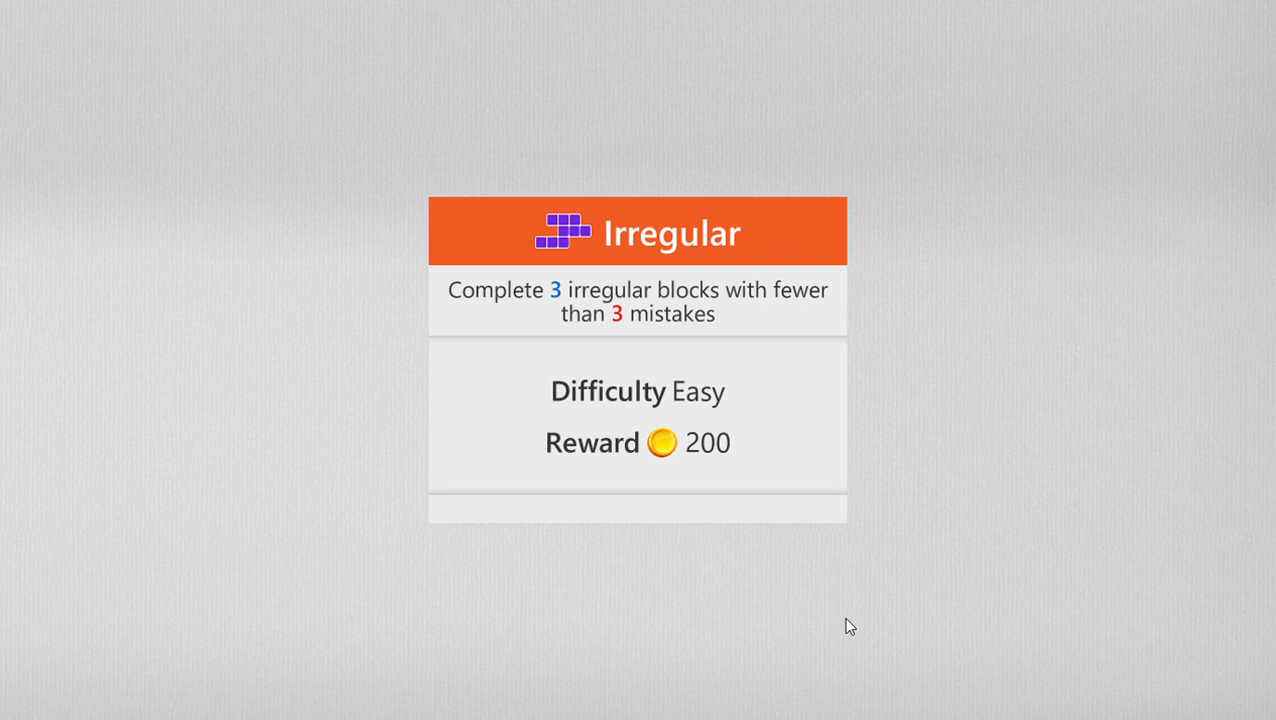 Irregular
Complete 3 irregular blocks with fewer
than 3 mistakes
Difficulty Easy
Reward 200